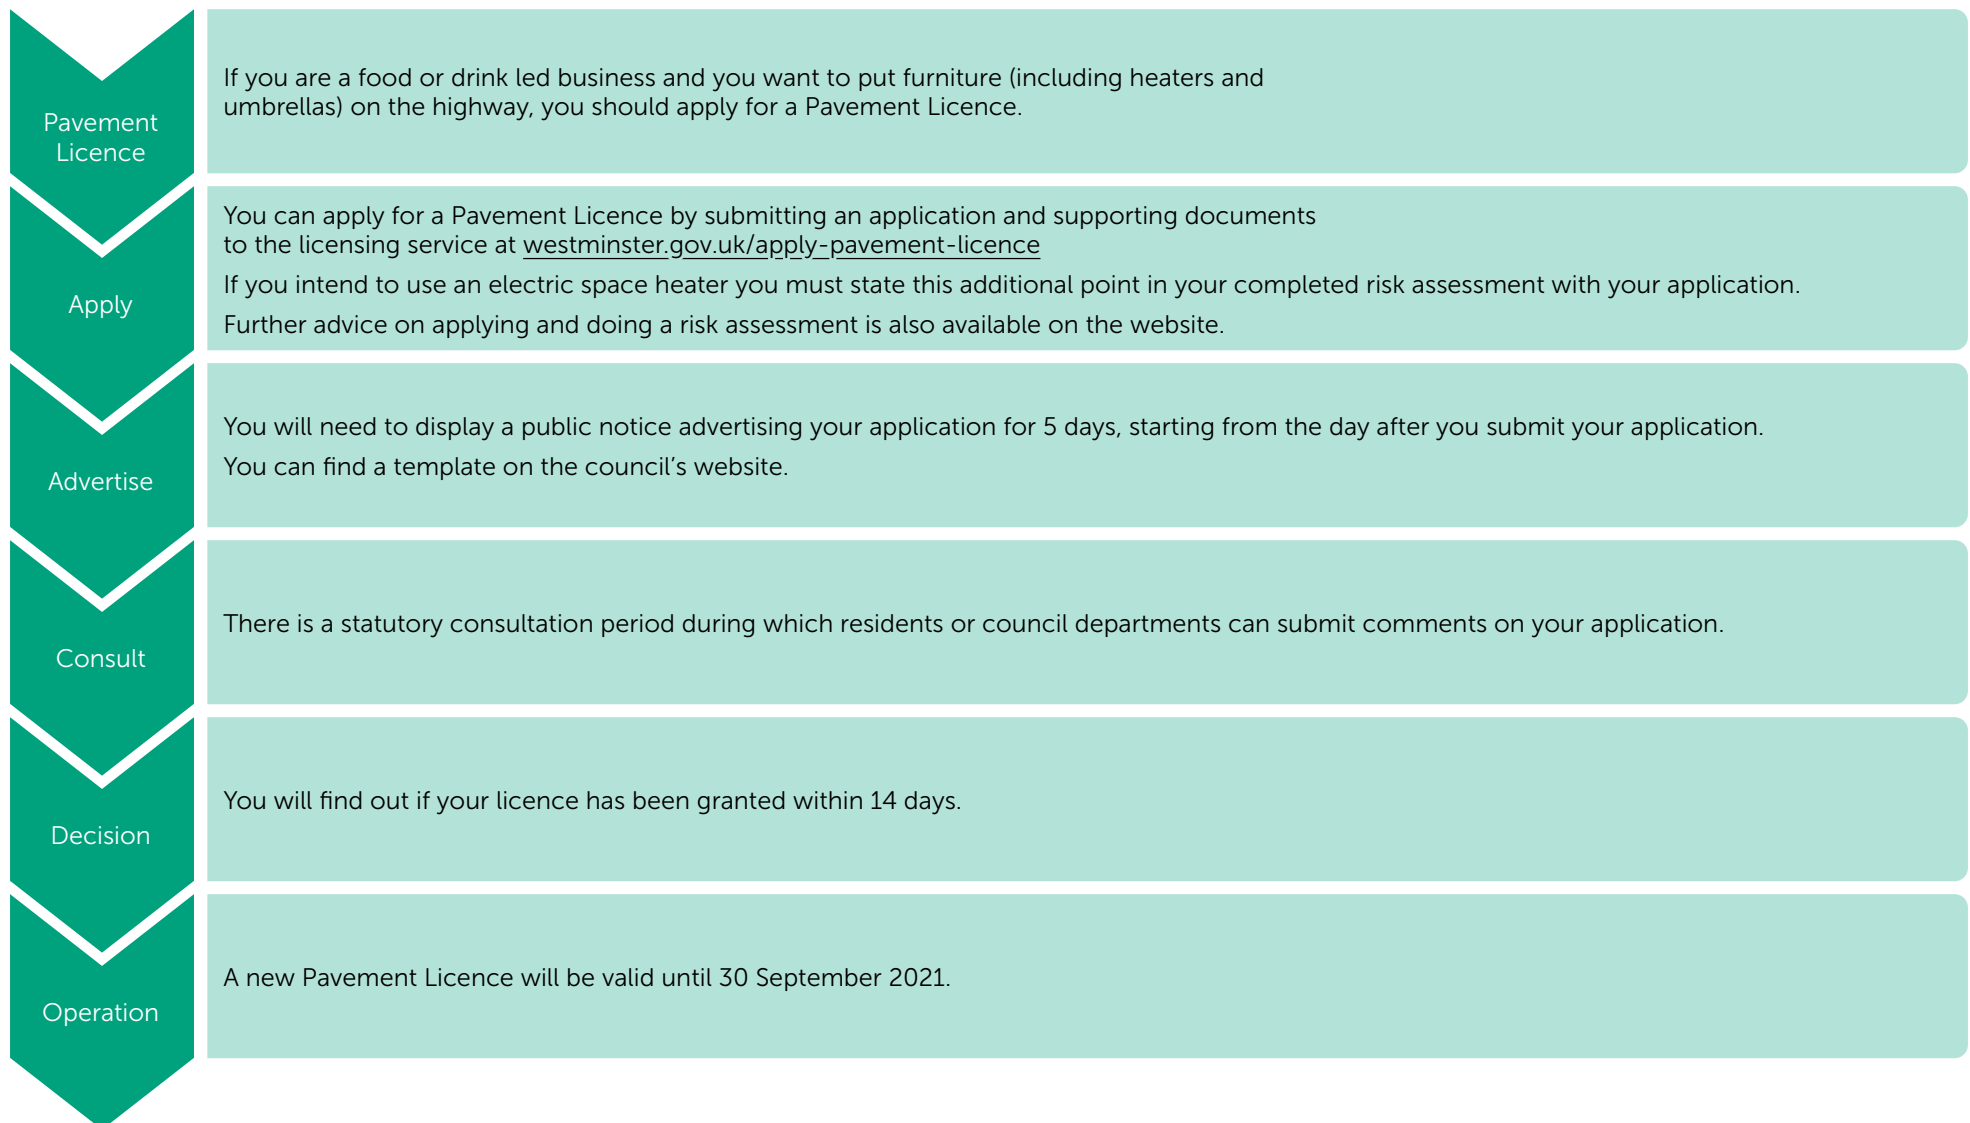 Pavement
Licence
If you are a food or drink led business and you want to put furniture (including heaters and
umbrellas) on the highway, you should apply for a Pavement Licence.
Apply
You can apply for a Pavement Licence by submitting an application and supporting documents
to the licensing service at westminster.gov.uk/apply-pavement-licence
If you intend to use an electric space heater you must state this additional point in your completed risk assessment with your application.
Further advice on applying and doing a risk assessment is also available on the website.
Advertise
You will need to display a public notice advertising your application for 5 days, starting from the day after you submit your application.
You can find a template on the council’s website.
Consult
There is a statutory consultation period during which residents or council departments can submit comments on your application.
Decision
You will find out if your licence has been granted within 14 days.
Operation
A new Pavement Licence will be valid until 30 September 2021.